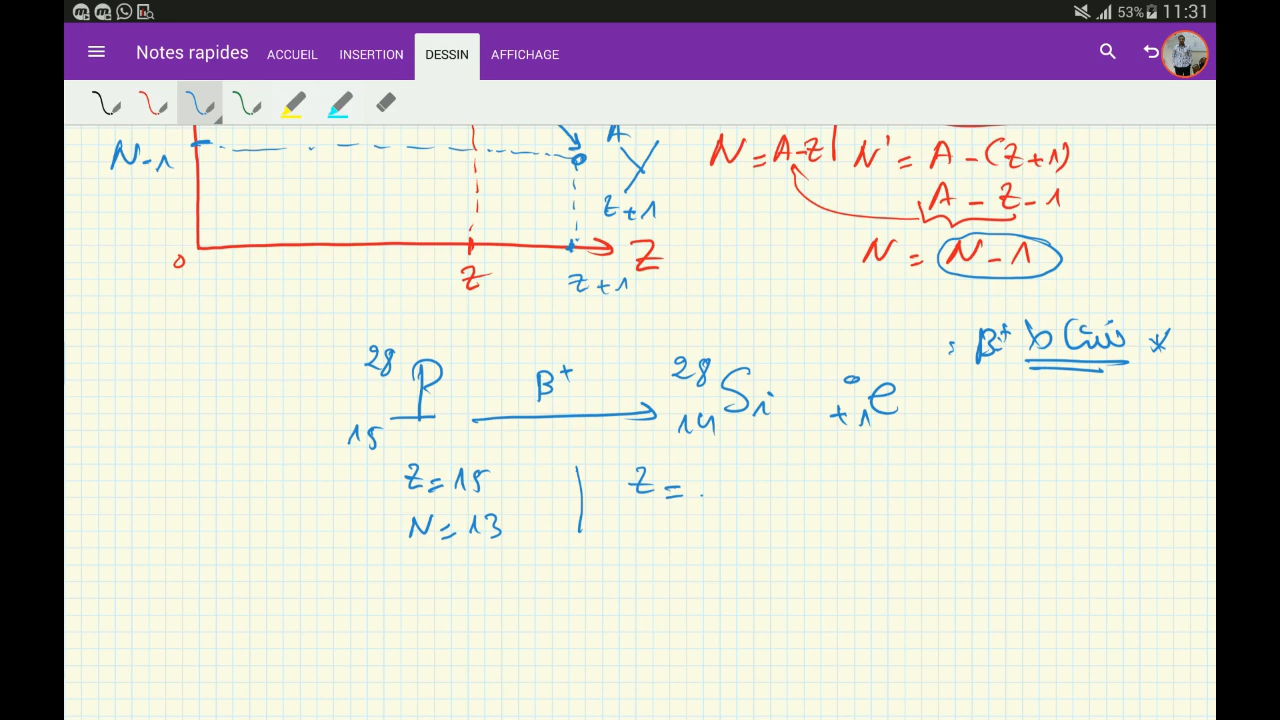 53% 11:31
Notes rapides ACCUEIL INSERTION DESSIN AFFICHAGE
N-1
A
Y
Z+1
N = A-Z | N' = A - (Z+1)
A - Z - 1
N = N - 1
0
Z
Z+1
Z
* نشاط β+ :
28
15 P β+ 28
14 Si 0
+1 e
Z = 15 | Z = .
N = 13